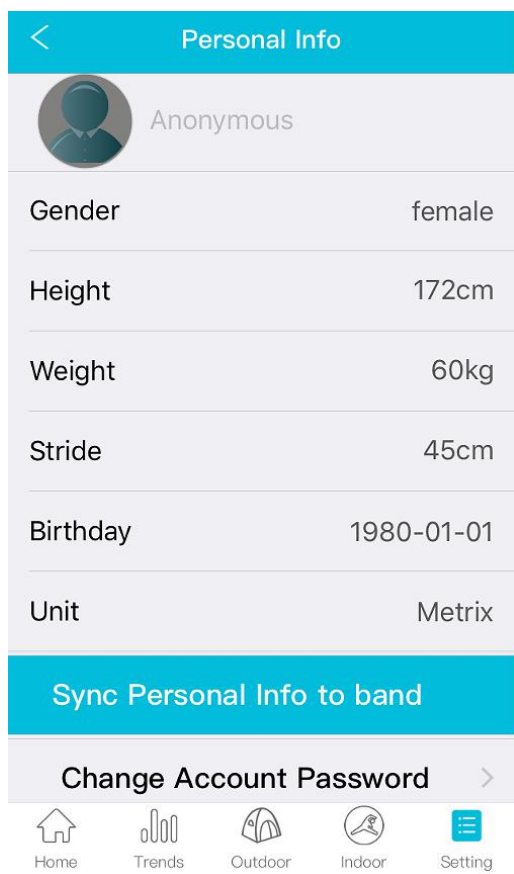 Personal Info
Anonymous
Gender female
Height 172cm
Weight 60kg
Stride 45cm
Birthday 1980-01-01
Unit Metrix
Sync Personal Info to band
Change Account Password
Home Trends Outdoor Indoor Setting